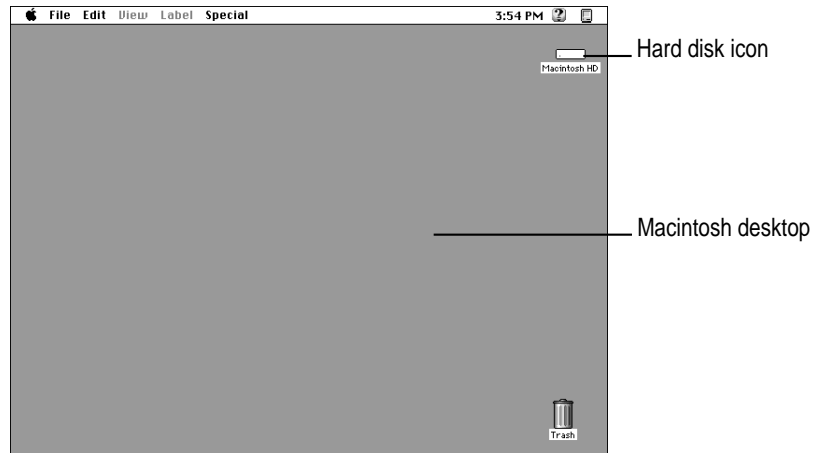 File Edit View Label Special 3:54 PM
Hard disk icon
Macintosh HD
Macintosh desktop
Trash